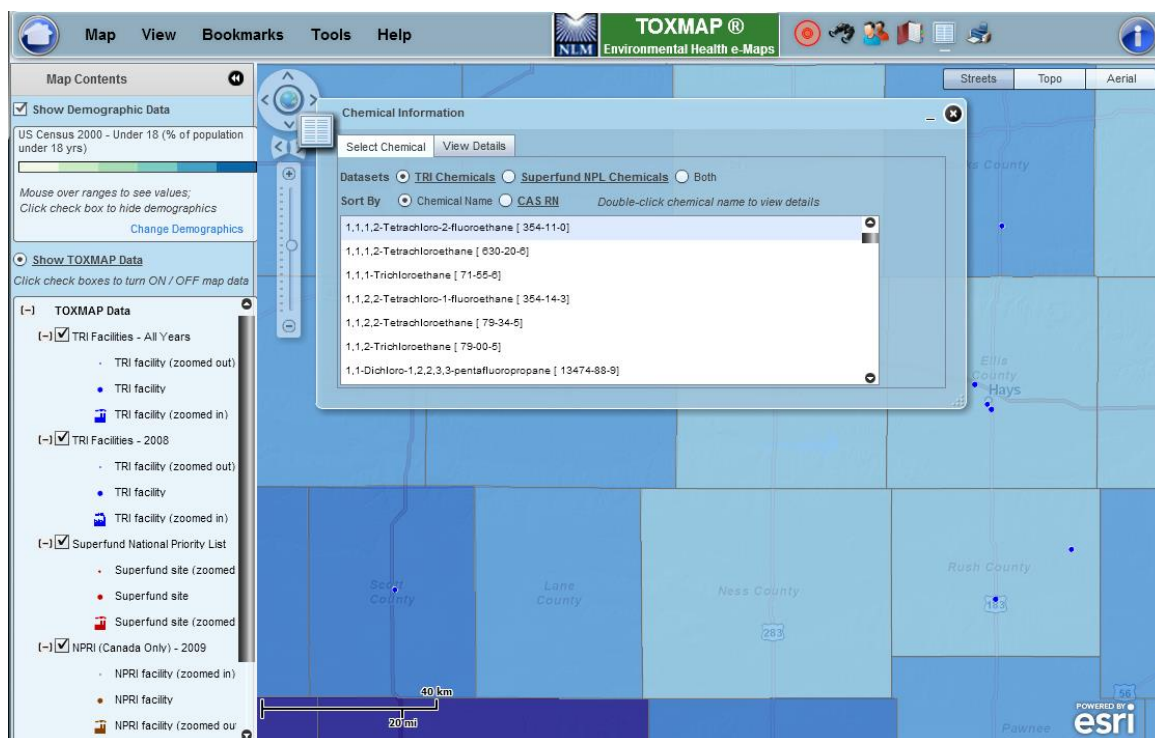 Map View Bookmarks Tools Help
NLM
TOXMAP ®
Environmental Health e-Maps
Map Contents
Show Demographic Data
US Census 2000 - Under 18 (% of population
under 18 yrs)
Mouse over ranges to see values;
Click check box to hide demographics
Change Demographics
Show TOXMAP Data
Click check boxes to turn ON / OFF map data
[-] TOXMAP Data
[-] TRI Facilities - All Years
TRI facility (zoomed out)
TRI facility
TRI facility (zoomed in)
[-] TRI Facilities - 2008
TRI facility (zoomed out)
TRI facility
TRI facility (zoomed in)
[-] Superfund National Priority List
Superfund site (zoomed
Superfund site
Superfund site (zoomed
[-] NPRI (Canada Only) - 2009
NPRI facility (zoomed in)
NPRI facility
NPRI facility (zoomed out
Streets Topo Aerial
Chemical Information
Select Chemical View Details
Datasets TRI Chemicals Superfund NPL Chemicals Both
Sort By Chemical Name CAS RN Double-click chemical name to view details
1,1,1,2-Tetrachloro-2-fluoroethane [ 354-11-0]
1,1,1,2-Tetrachloroethane [ 630-20-6]
1,1,1-Trichloroethane [ 71-55-6]
1,1,2,2-Tetrachloro-1-fluoroethane [ 354-14-3]
1,1,2,2-Tetrachloroethane [ 79-34-5]
1,1,2-Trichloroethane [ 79-00-5]
1,1-Dichloro-1,2,2,3,3-pentafluoropropane [ 13474-88-9]
County
Ellis
County
Hays
Scott
County
Lane
County
Ness County
Rush County
183
283
56
Pawnee
40 km
20 mi
POWERED BY
esri